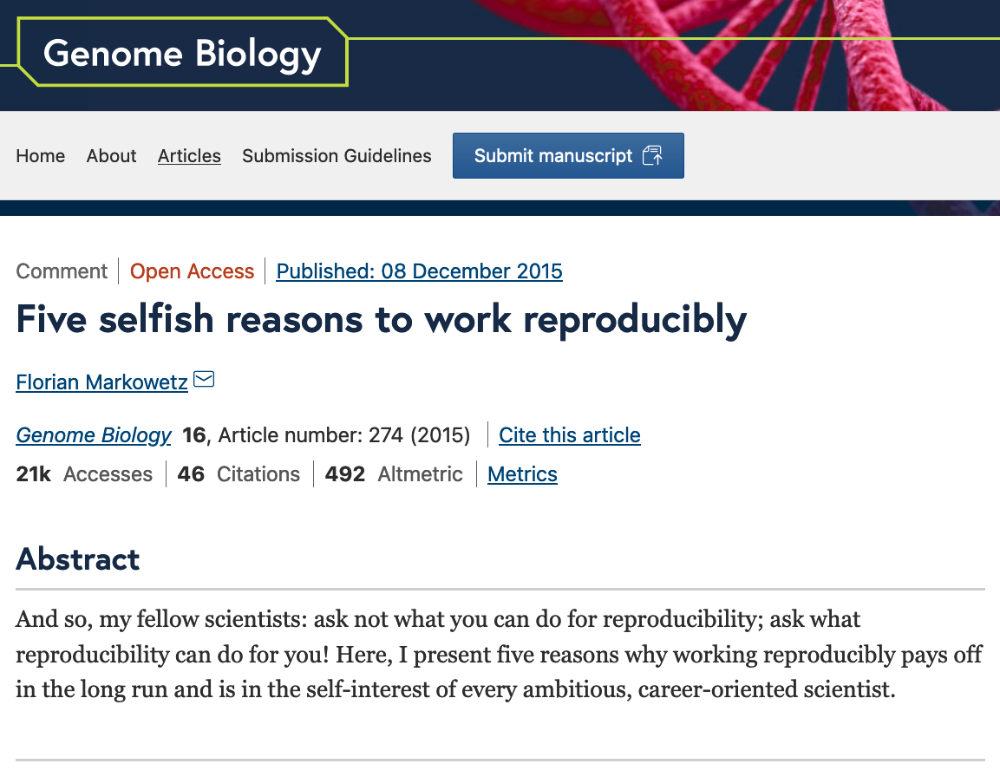 Genome Biology
Home About Articles Submission Guidelines Submit manuscript
Comment Open Access Published: 08 December 2015
Five selfish reasons to work reproducibly
Florian Markowetz
Genome Biology 16, Article number: 274 (2015) Cite this article
21k Accesses 46 Citations 492 Altmetric Metrics
Abstract
And so, my fellow scientists: ask not what you can do for reproducibility; ask what
reproducibility can do for you! Here, I present five reasons why working reproducibly pays off
in the long run and is in the self-interest of every ambitious, career-oriented scientist.